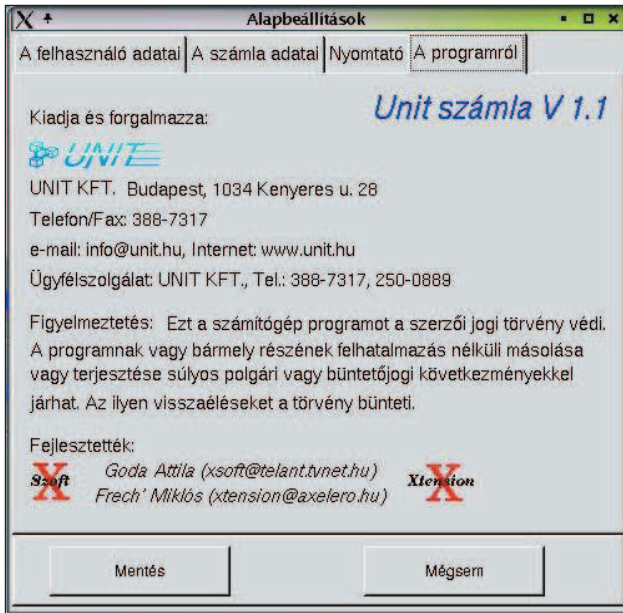 Alapbeállítások
A felhasználó adatai A számla adatai Nyomtató A programról
Unit számla V 1.1
Kiadja és forgalmazza:
UNIT
UNIT KFT. Budapest, 1034 Kenyeres u. 28
Telefon/Fax: 388-7317
e-mail: info@unit.hu, Internet: www.unit.hu
Ügyfélszolgálat: UNIT KFT., Tel.: 388-7317, 250-0889
Figyelmeztetés: Ezt a számítógép programot a szerzői jogi törvény védi.
A programnak vagy bármely részének felhatalmazás nélküli másolása
vagy terjesztése súlyos polgári vagy büntetőjogi következményekkel
járhat. Az ilyen visszaéléseket a törvény bünteti.
Fejlesztették:
X Szoft Goda Attila (xsoft@telant.tvnet.hu) X Xtension
Frech' Miklós (xtension@axelero.hu)
Mentés Mégsem